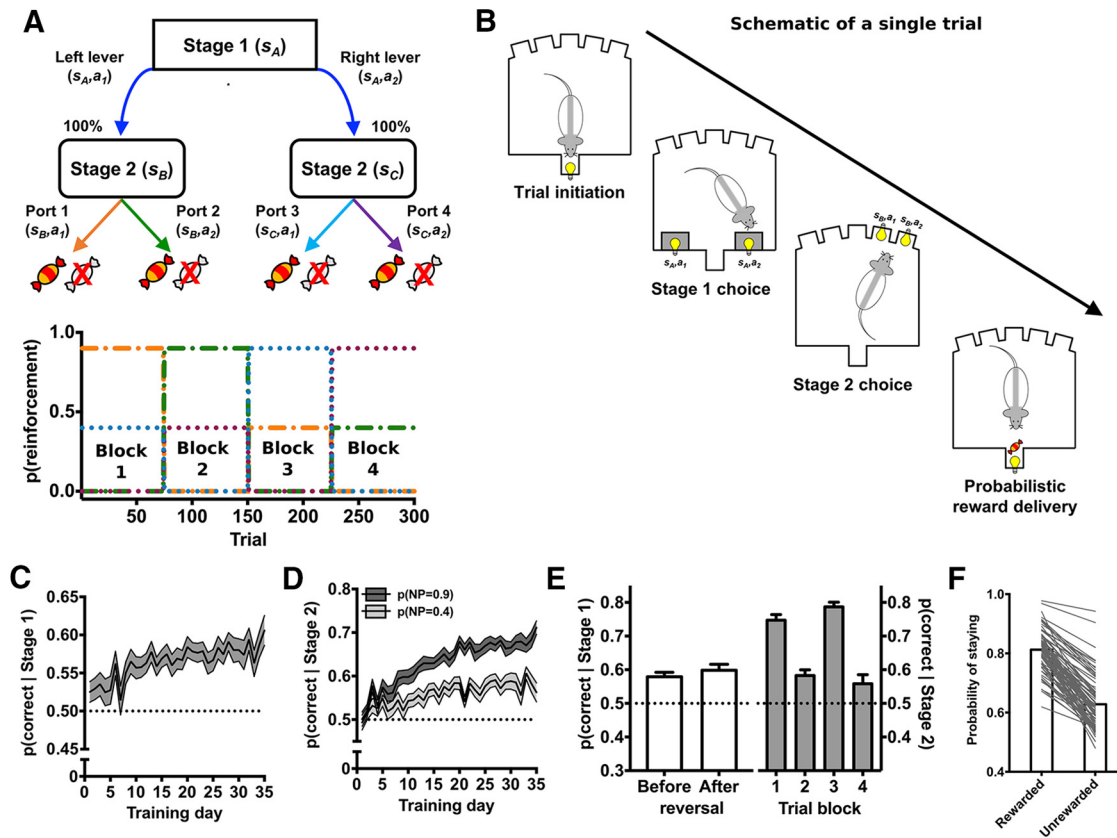 A
Stage 1 (sA)
Left lever
(sA,a1)
Right lever
(sA,a2)
100%
100%
Stage 2 (sB)
Stage 2 (sC)
Port 1
(sB,a1)
Port 2
(sB,a2)
Port 3
(sC,a1)
Port 4
(sC,a2)
p(reinforcement)
1.0
0.5
0.0
Block
1
Block
2
Block
3
Block
4
50
100
150
200
250
300
Trial
B
Schematic of a single trial
Trial initiation
sA,a1
sA,a2
Stage 1 choice
sB,a1
sB,a2
Stage 2 choice
Probabilistic
reward delivery
C
p(correct | Stage 1)
0.65
0.60
0.55
0.50
0.45
0
0
5
10
15
20
25
30
35
Training day
D
p(NP=0.9)
p(NP=0.4)
p(correct | Stage 2)
0.8
0.7
0.6
0.5
0.4
0
0
5
10
15
20
25
30
35
Training day
E
p(correct | Stage 1)
0.8
0.7
0.6
0.5
0.4
0.3
Before
After
reversal
1
2
3
4
Trial block
0.8
0.7
0.6
0.5
0.4
p(correct | Stage 2)
F
Probability of staying
1.0
0.8
0.6
0.4
Rewarded
Unrewarded